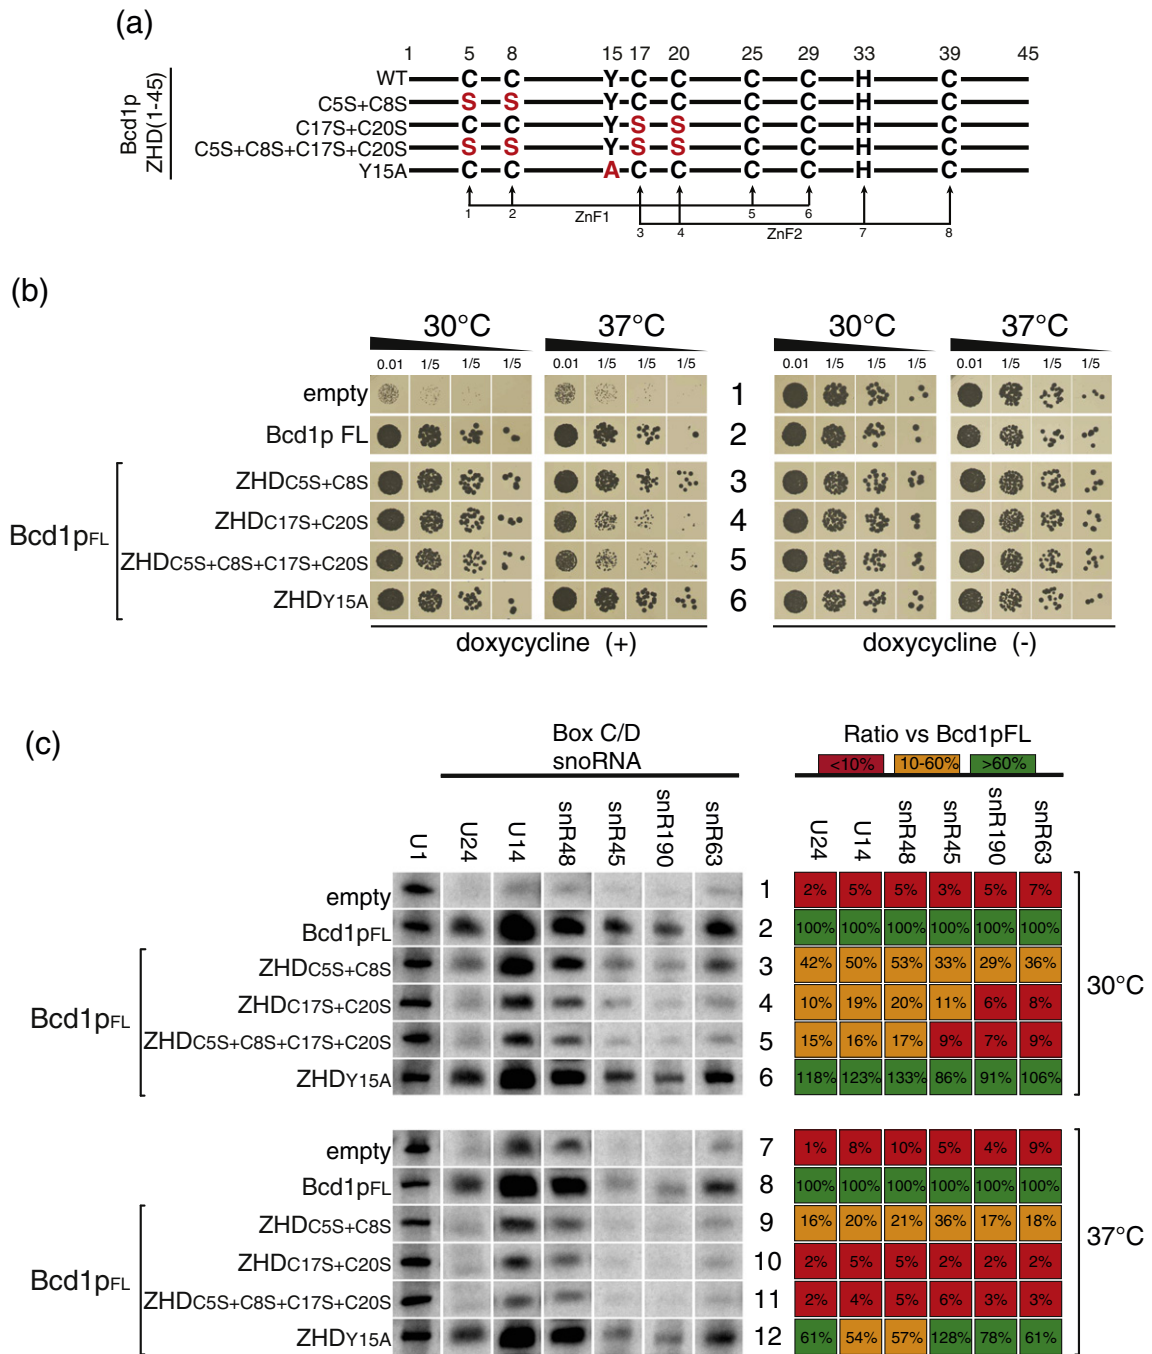 (a)
1 5 8 15 17 20 25 29 33 39 45
Bcd1p
ZHD(1-45)
WT C C Y C C C C H C
C5S+C8S S S Y C C C C H C
C17S+C20S C C Y S S C C H C
C5S+C8S+C17S+C20S S S Y S S C C H C
Y15A C C A C C C C H C
1 2 ZnF1 5 6
3 4 ZnF2 7 8
(b)
30°C 37°C 30°C 37°C
0.01 1/5 1/5 1/5 0.01 1/5 1/5 1/5 0.01 1/5 1/5 1/5 0.01 1/5 1/5 1/5
empty 1
Bcd1p FL 2
Bcd1pFL
ZHDC5S+C8S 3
ZHDC17S+C20S 4
ZHDC5S+C8S+C17S+C20S 5
ZHDY15A 6
doxycycline (+) doxycycline (-)
(c)
Box C/D
snoRNA
Ratio vs Bcd1pFL
<10% 10-60% >60%
U1 U24 U14 snR48 snR45 snR190 snR63 U24 U14 snR48 snR45 snR190 snR63
empty 1 2% 5% 5% 3% 5% 7%
Bcd1pFL 2 100% 100% 100% 100% 100% 100%
Bcd1pFL
ZHDC5S+C8S 3 42% 50% 53% 33% 29% 36%
ZHDC17S+C20S 4 10% 19% 20% 11% 6% 8%
ZHDC5S+C8S+C17S+C20S 5 15% 16% 17% 9% 7% 9%
ZHDY15A 6 118% 123% 133% 86% 91% 106%
30°C
empty 7 1% 8% 10% 5% 4% 9%
Bcd1pFL 8 100% 100% 100% 100% 100% 100%
Bcd1pFL
ZHDC5S+C8S 9 16% 20% 21% 36% 17% 18%
ZHDC17S+C20S 10 2% 5% 5% 2% 2% 2%
ZHDC5S+C8S+C17S+C20S 11 2% 4% 5% 6% 3% 3%
ZHDY15A 12 61% 54% 57% 128% 78% 61%
37°C